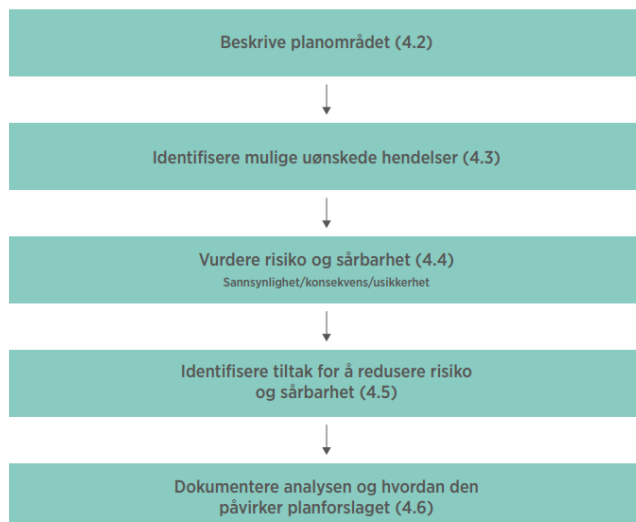 Beskrive planområdet (4.2)
Identifisere mulige uønskede hendelser (4.3)
Vurdere risiko og sårbarhet (4.4)
Sannsynlighet/konsekvens/usikkerhet
Identifisere tiltak for å redusere risiko
og sårbarhet (4.5)
Dokumentere analysen og hvordan den
påvirker planforslaget (4.6)